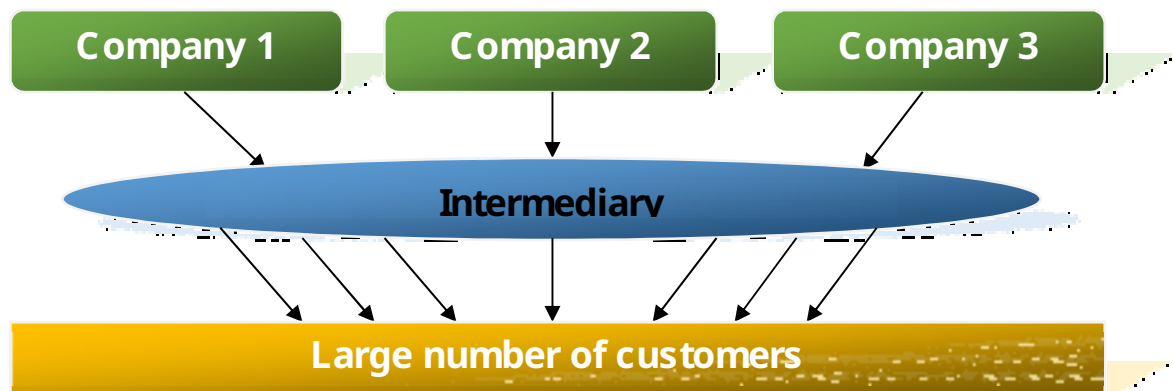 Company 1
Company 2
Company 3
Intermediary
Large number of customers